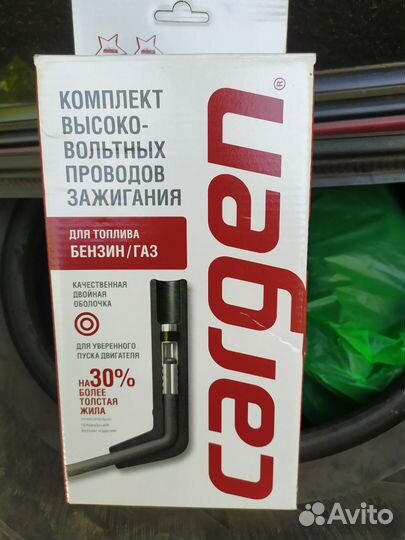 КОМПЛЕКТ
ВЫСОКО-
ВОЛЬТНЫХ
ПРОВОДОВ
ЗАЖИГАНИЯ
ДЛЯ ТОПЛИВА
БЕНЗИН/ГАЗ
КАЧЕСТВЕННАЯ
ДВОЙНАЯ
ОБОЛОЧКА
ДЛЯ УВЕРЕННОГО
ПУСКА ДВИГАТЕЛЯ
НА 30%
БОЛЕЕ
ТОЛСТАЯ
ЖИЛА
cargen®
Avito